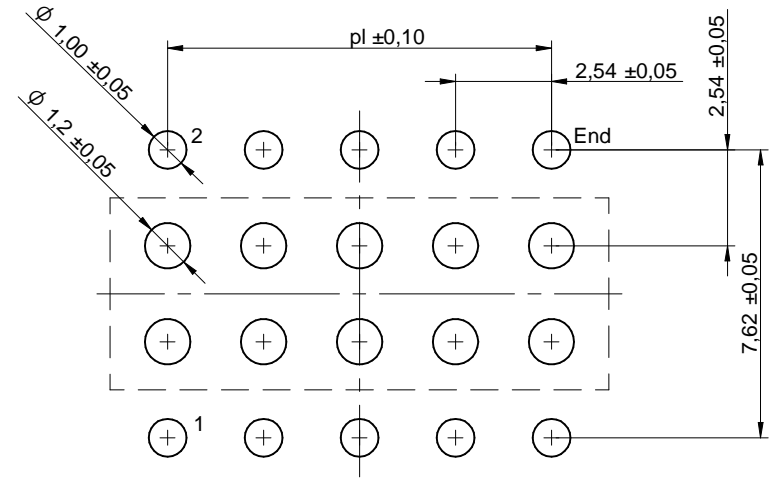 Ø 1,00 ±0,05
pl ±0,10
2,54 ±0,05
2,54 ±0,05
Ø 1,2 ±0,05
2
End
7,62 ±0,05
1